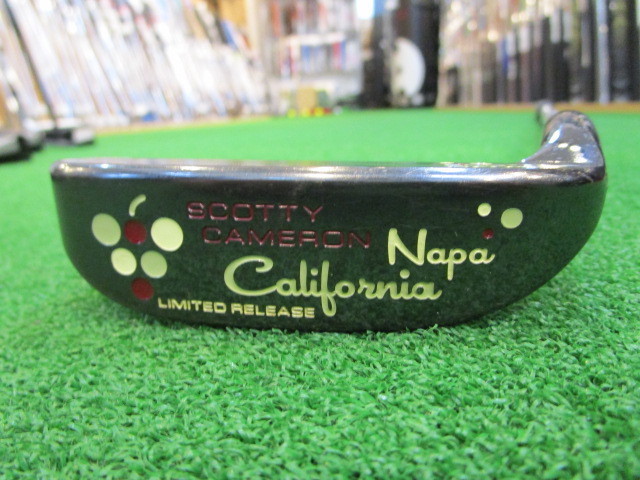 SCOTTY
CAMERON
Napa
California
LIMITED RELEASE